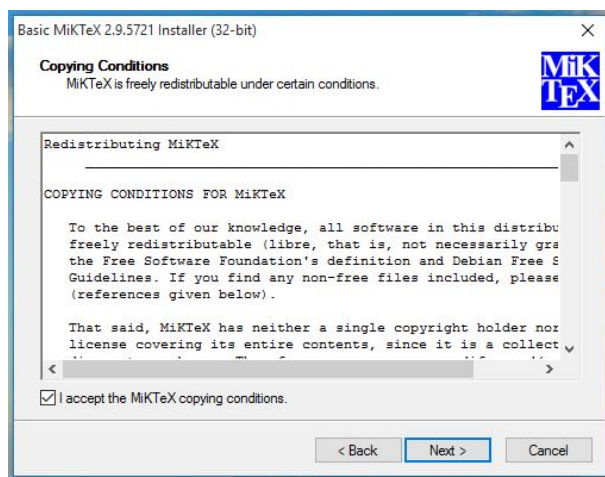 Basic MiKTeX 2.9.5721 Installer (32-bit)
Copying Conditions
MiKTeX is freely redistributable under certain conditions.
MiK
TEX
Redistributing MiKTeX
COPYING CONDITIONS FOR MiKTeX
To the best of our knowledge, all software in this distribu
freely redistributable (libre, that is, not necessarily gra
the Free Software Foundation's definition and Debian Free S
Guidelines. If you find any non-free files included, please
(references given below).
That said, MiKTeX has neither a single copyright holder nor
license covering its entire contents, since it is a collect
I accept the MiKTeX copying conditions.
< Back
Next >
Cancel